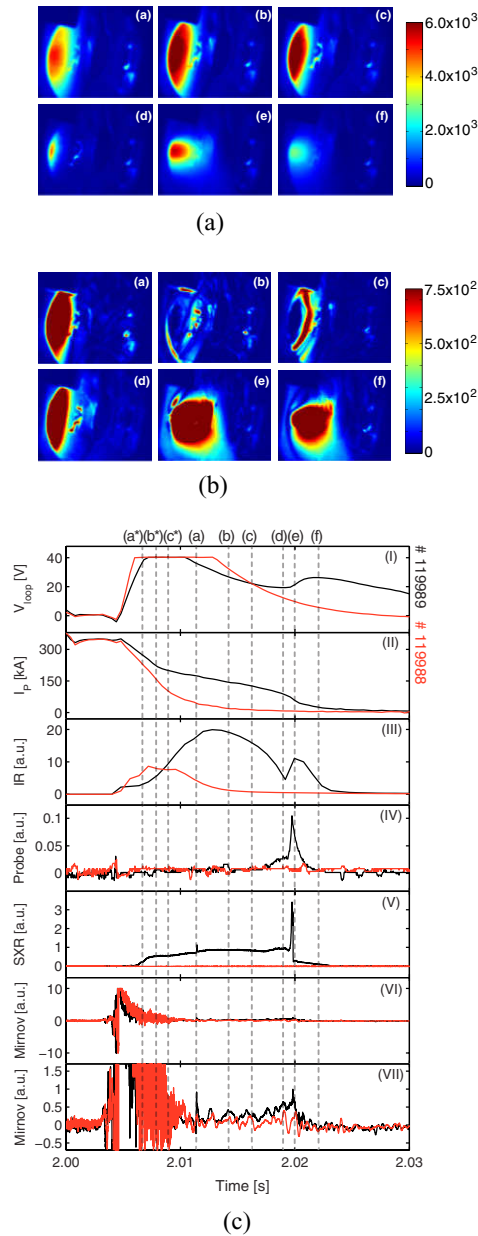 (a) (b) (c)
(d) (e) (f)
6.0x10³
4.0x10³
2.0x10³
0
(a)
(a) (b) (c)
(d) (e) (f)
7.5x10²
5.0x10²
2.5x10²
0
(b)
(a*) (b*) (c*) (a) (b) (c) (d) (e) (f)
V_loop [V]
40
20
0
(I)
# 119989
# 119988
I_P [kA]
300
150
0
(II)
IR [a.u.]
20
10
0
(III)
Probe [a.u.]
0.1
0.05
0
(IV)
SXR [a.u.]
3
2
1
0
(V)
Mirnov [a.u.]
10
0
−10
(VI)
Mirnov [a.u.]
1.5
1
0.5
0
−0.5
(VII)
2.00 2.01 2.02 2.03
Time [s]
(c)